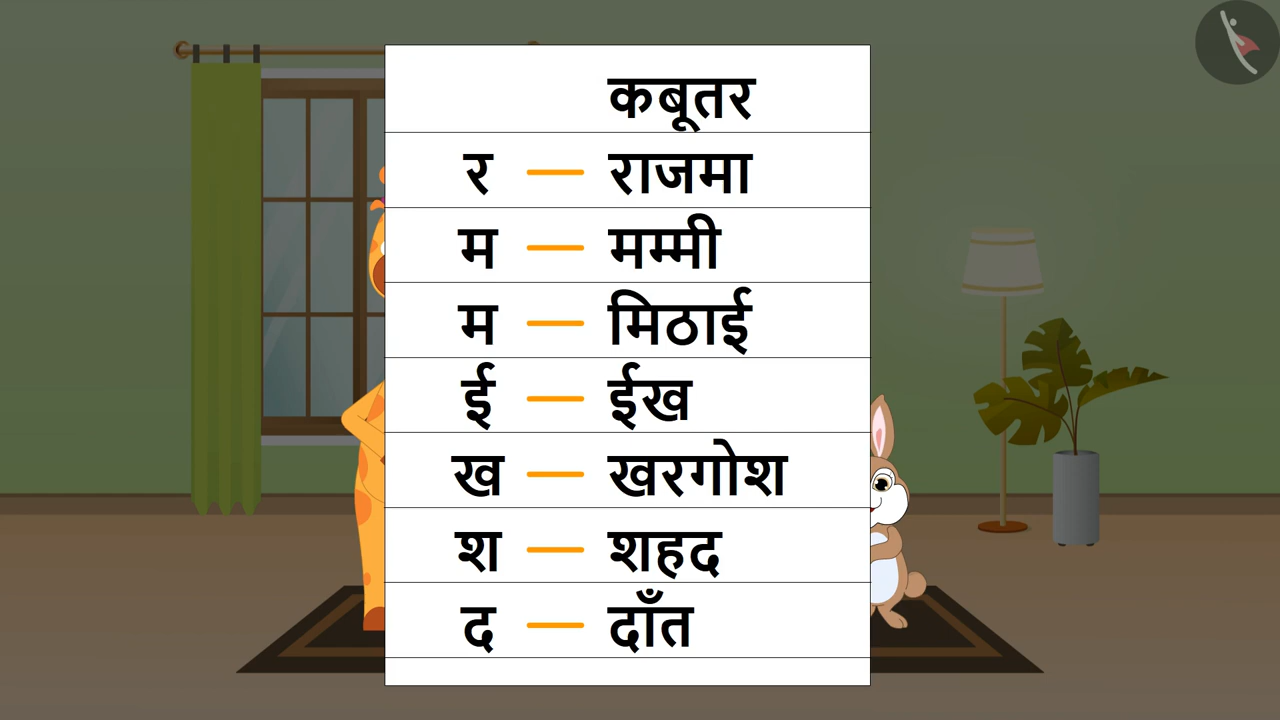 कबूतर
र — राजमा
म — मम्मी
म — मिठाई
ई — ईख
ख — खरगोश
श — शहद
द — दाँत